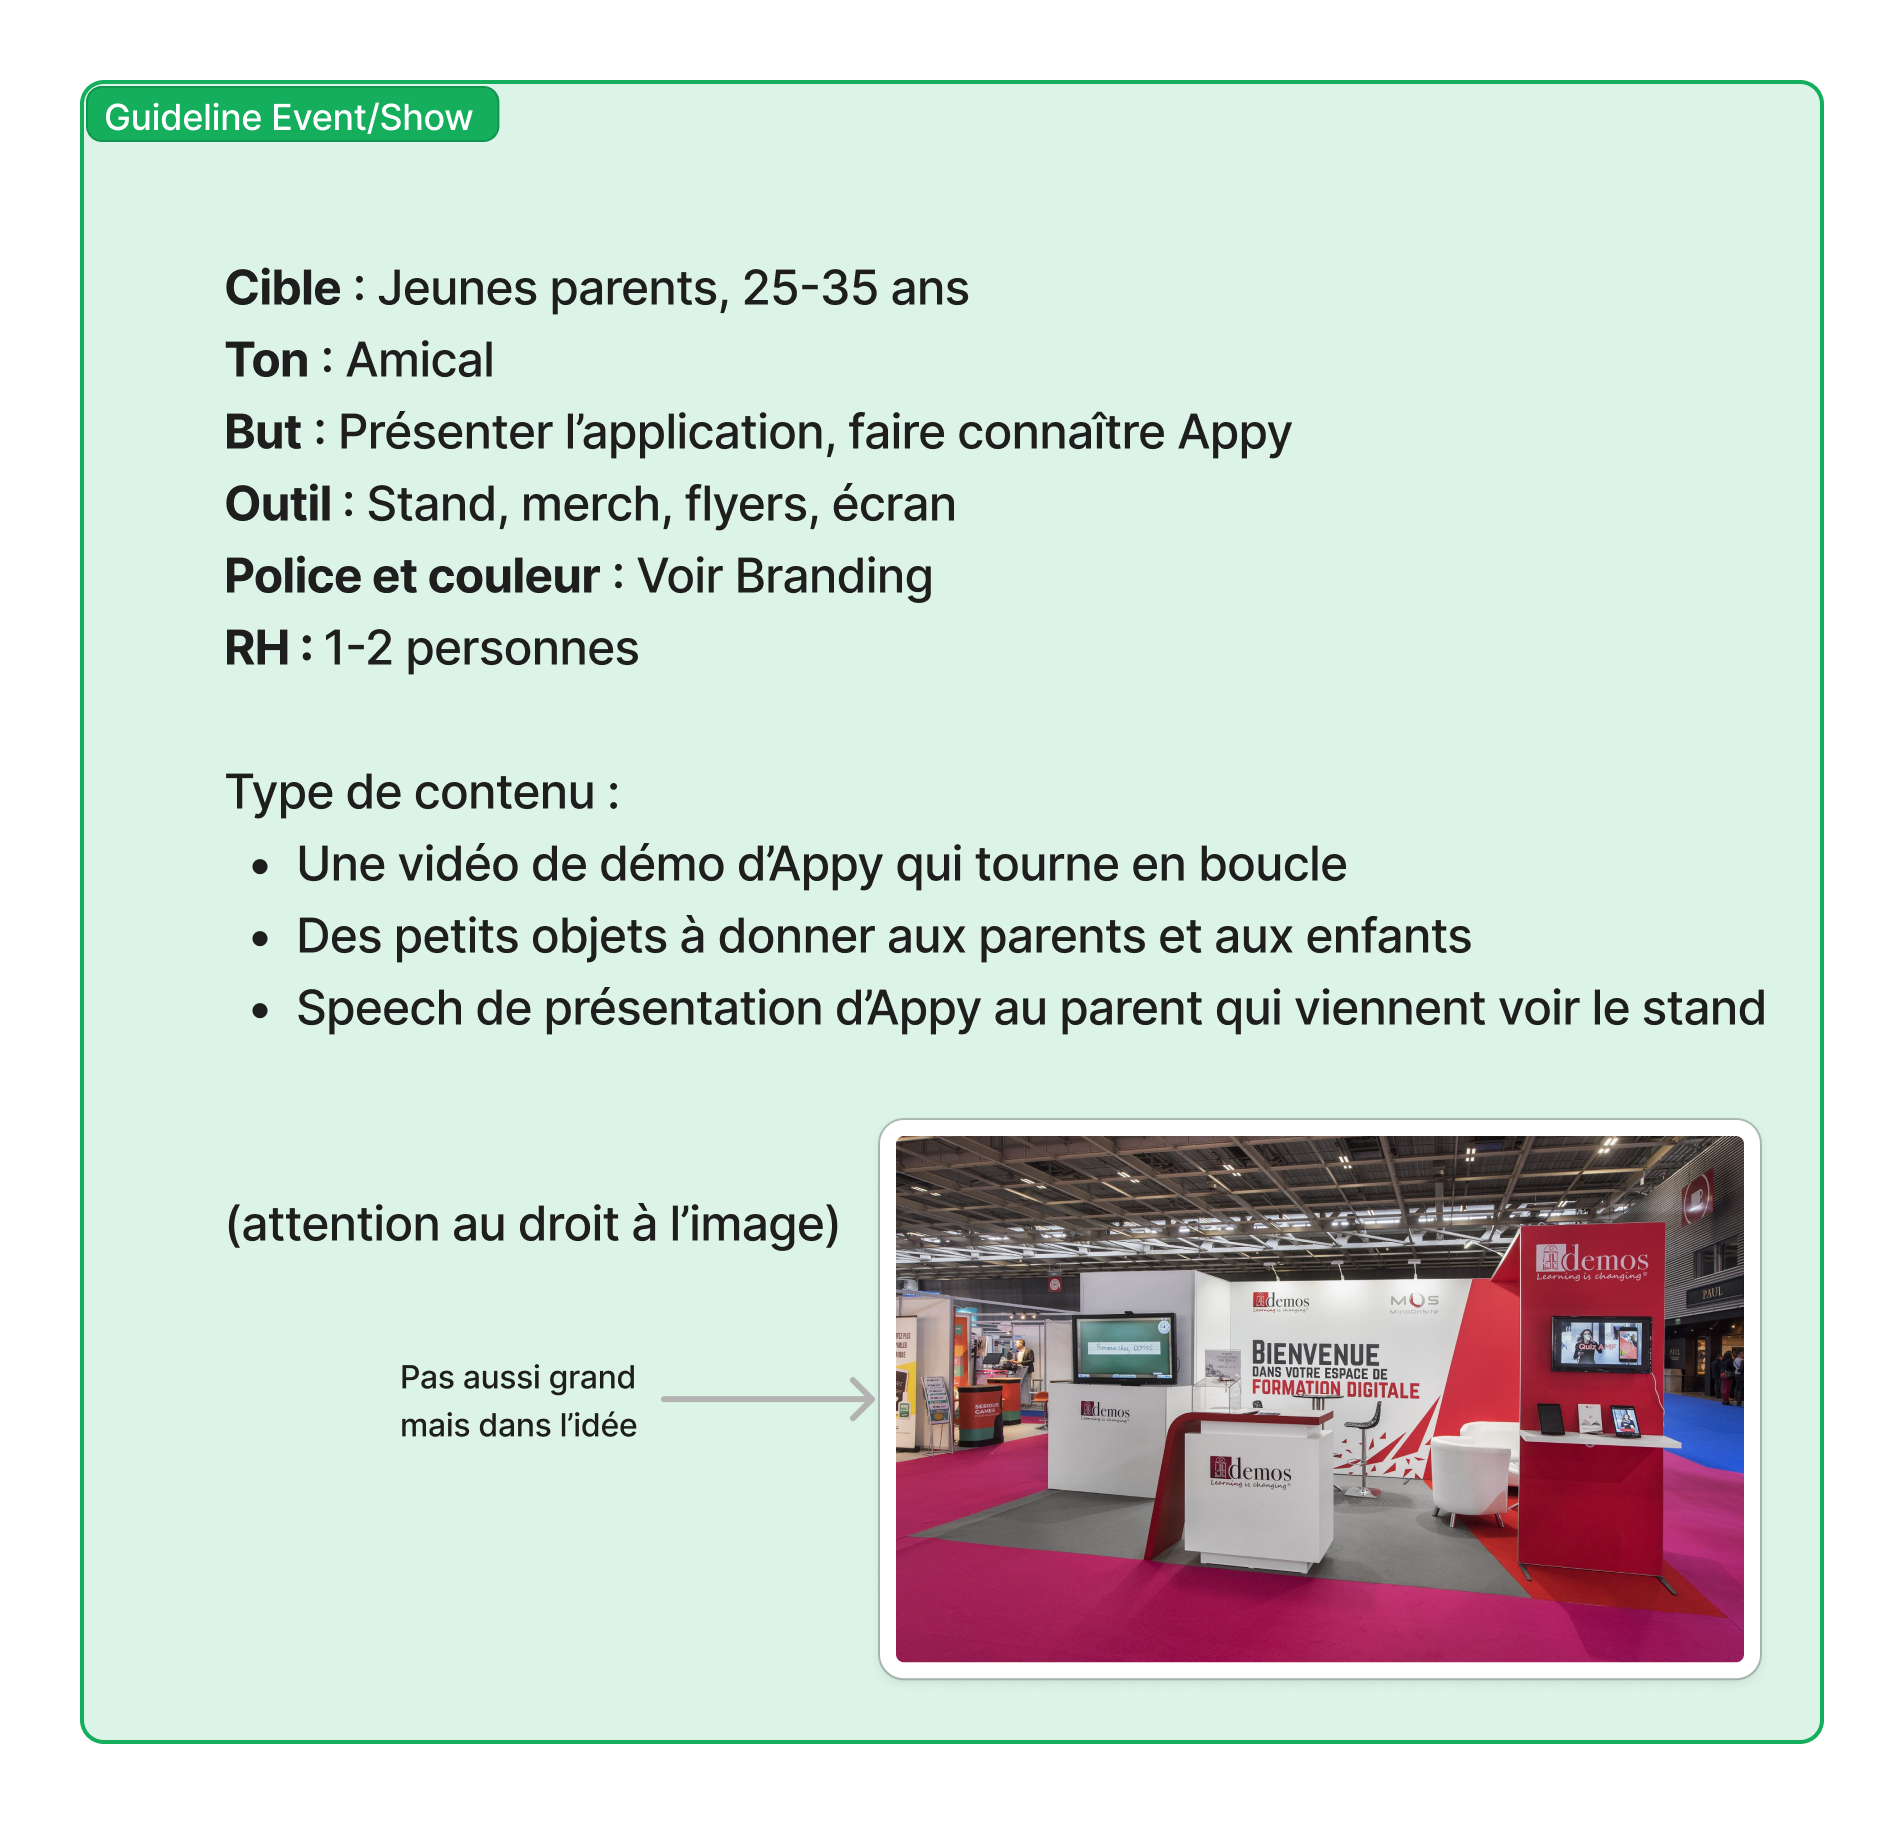 Guideline Event/Show
Cible : Jeunes parents, 25-35 ans
Ton : Amical
But : Présenter l’application, faire connaître Appy
Outil : Stand, merch, flyers, écran
Police et couleur : Voir Branding
RH : 1-2 personnes
Type de contenu :
• Une vidéo de démo d’Appy qui tourne en boucle
• Des petits objets à donner aux parents et aux enfants
• Speech de présentation d’Appy au parent qui viennent voir le stand
(attention au droit à l’image)
Pas aussi grand
mais dans l’idée
demos
Learning is changing®
demos
MOS
MindOnSite
BIENVENUE
DANS VOTRE ESPACE DE
FORMATION DIGITALE
PAUL
Quiz
demos
SERIOUS
GAMES
demos
Learning is changing®